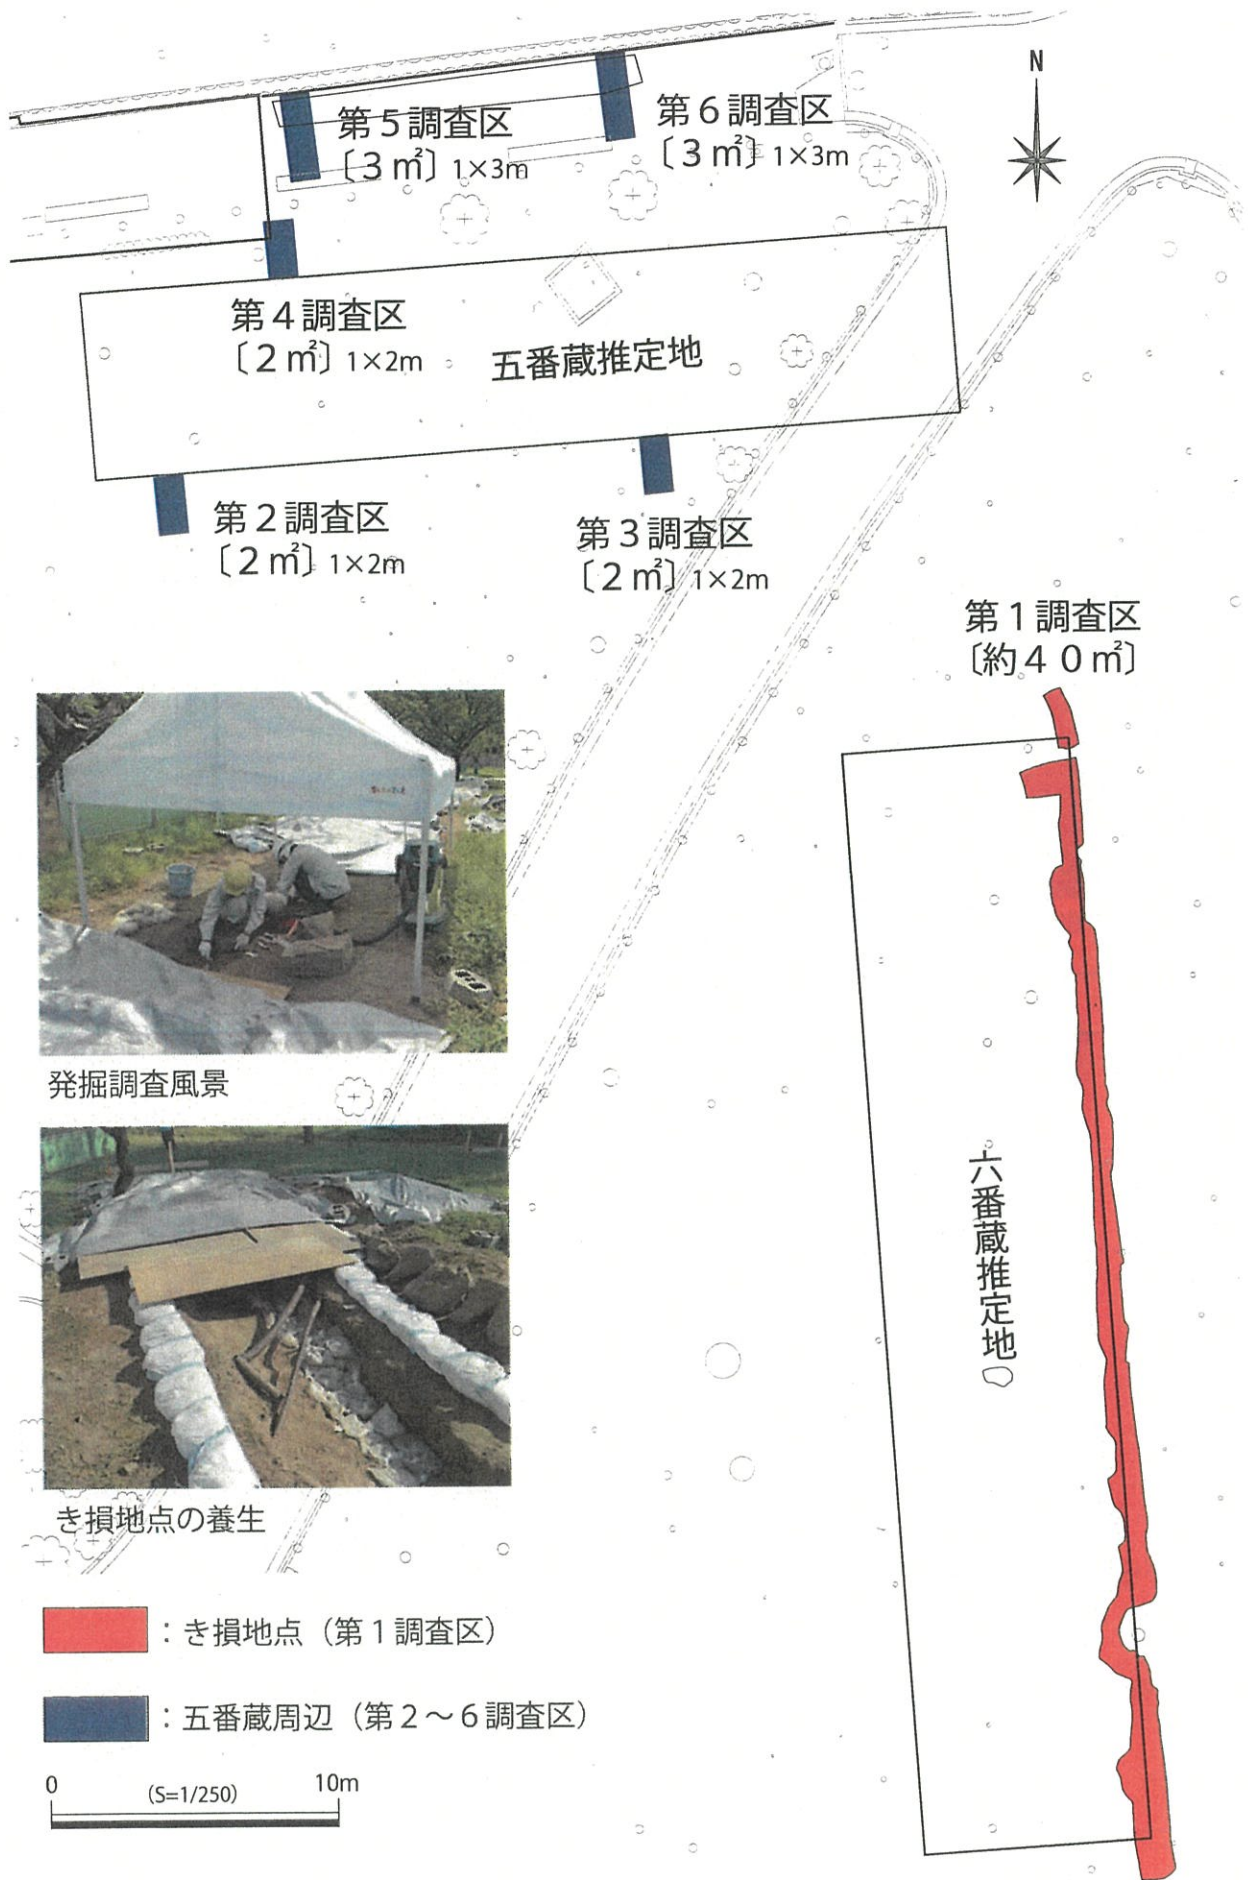 N
第５調査区
〔３㎡〕1×3m
第６調査区
〔３㎡〕1×3m
第４調査区
〔２㎡〕1×2m
五番蔵推定地
第２調査区
〔２㎡〕1×2m
第３調査区
〔２㎡〕1×2m
第１調査区
〔約４０㎡〕
発掘調査風景
六番蔵推定地
き損地点の養生
：き損地点（第１調査区）
：五番蔵周辺（第２～６調査区）
0
(S=1/250)
10m